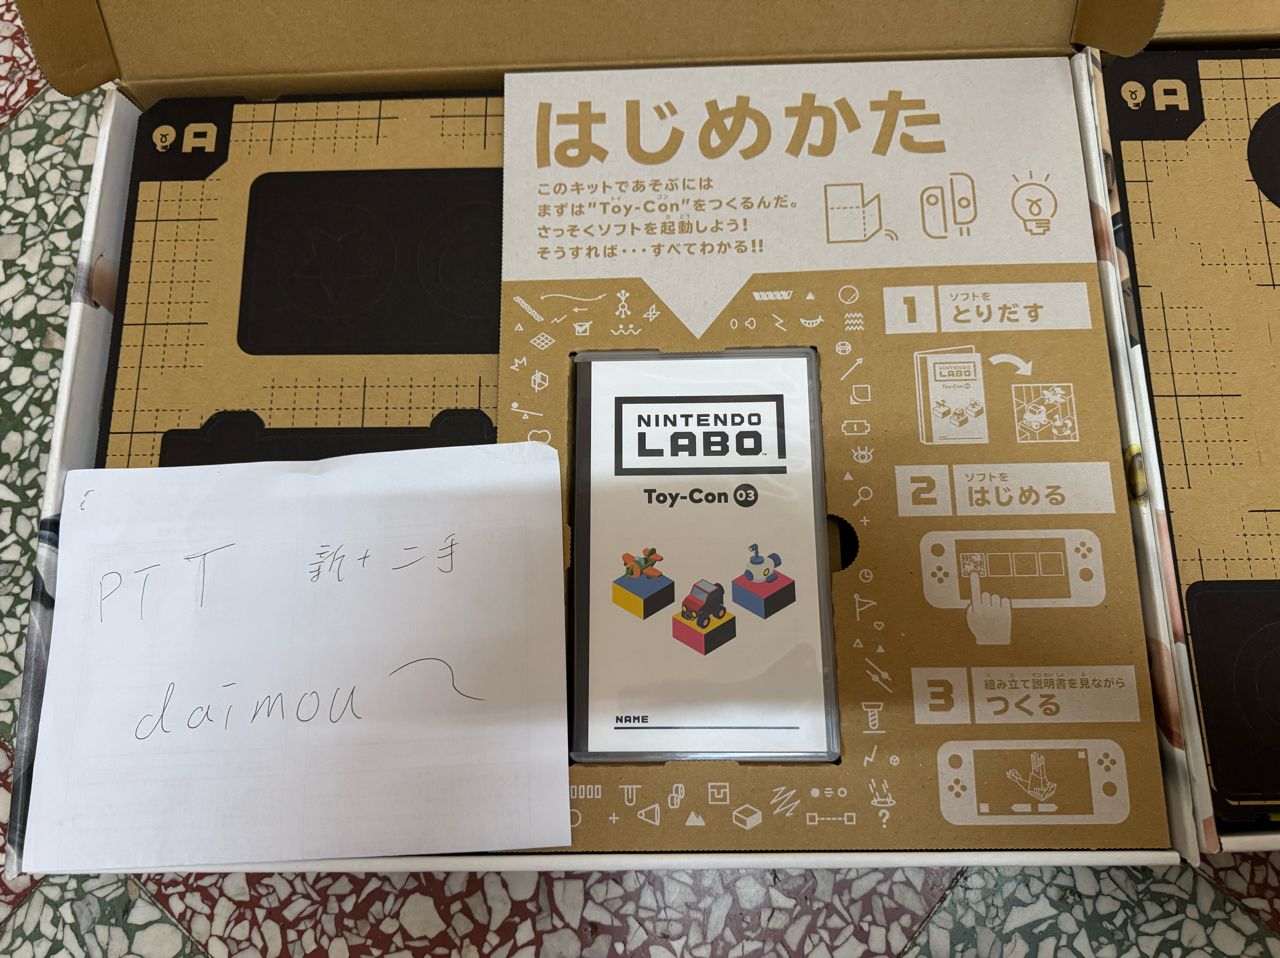 A
はじめかた
このキットであそぶには
まずは"Toy-Con"をつくるんだ。
さっそくソフトを起動しよう！
そうすれば・・・すべてわかる!!
1 ソフトを
とりだす
NINTENDO
LABO
Toy-Con 03
2 ソフトを
はじめる
3 組み立て説明書を見ながら
つくる
NINTENDO
LABO
Toy-Con 03
NAME
PTT 新+二手
daimou
A